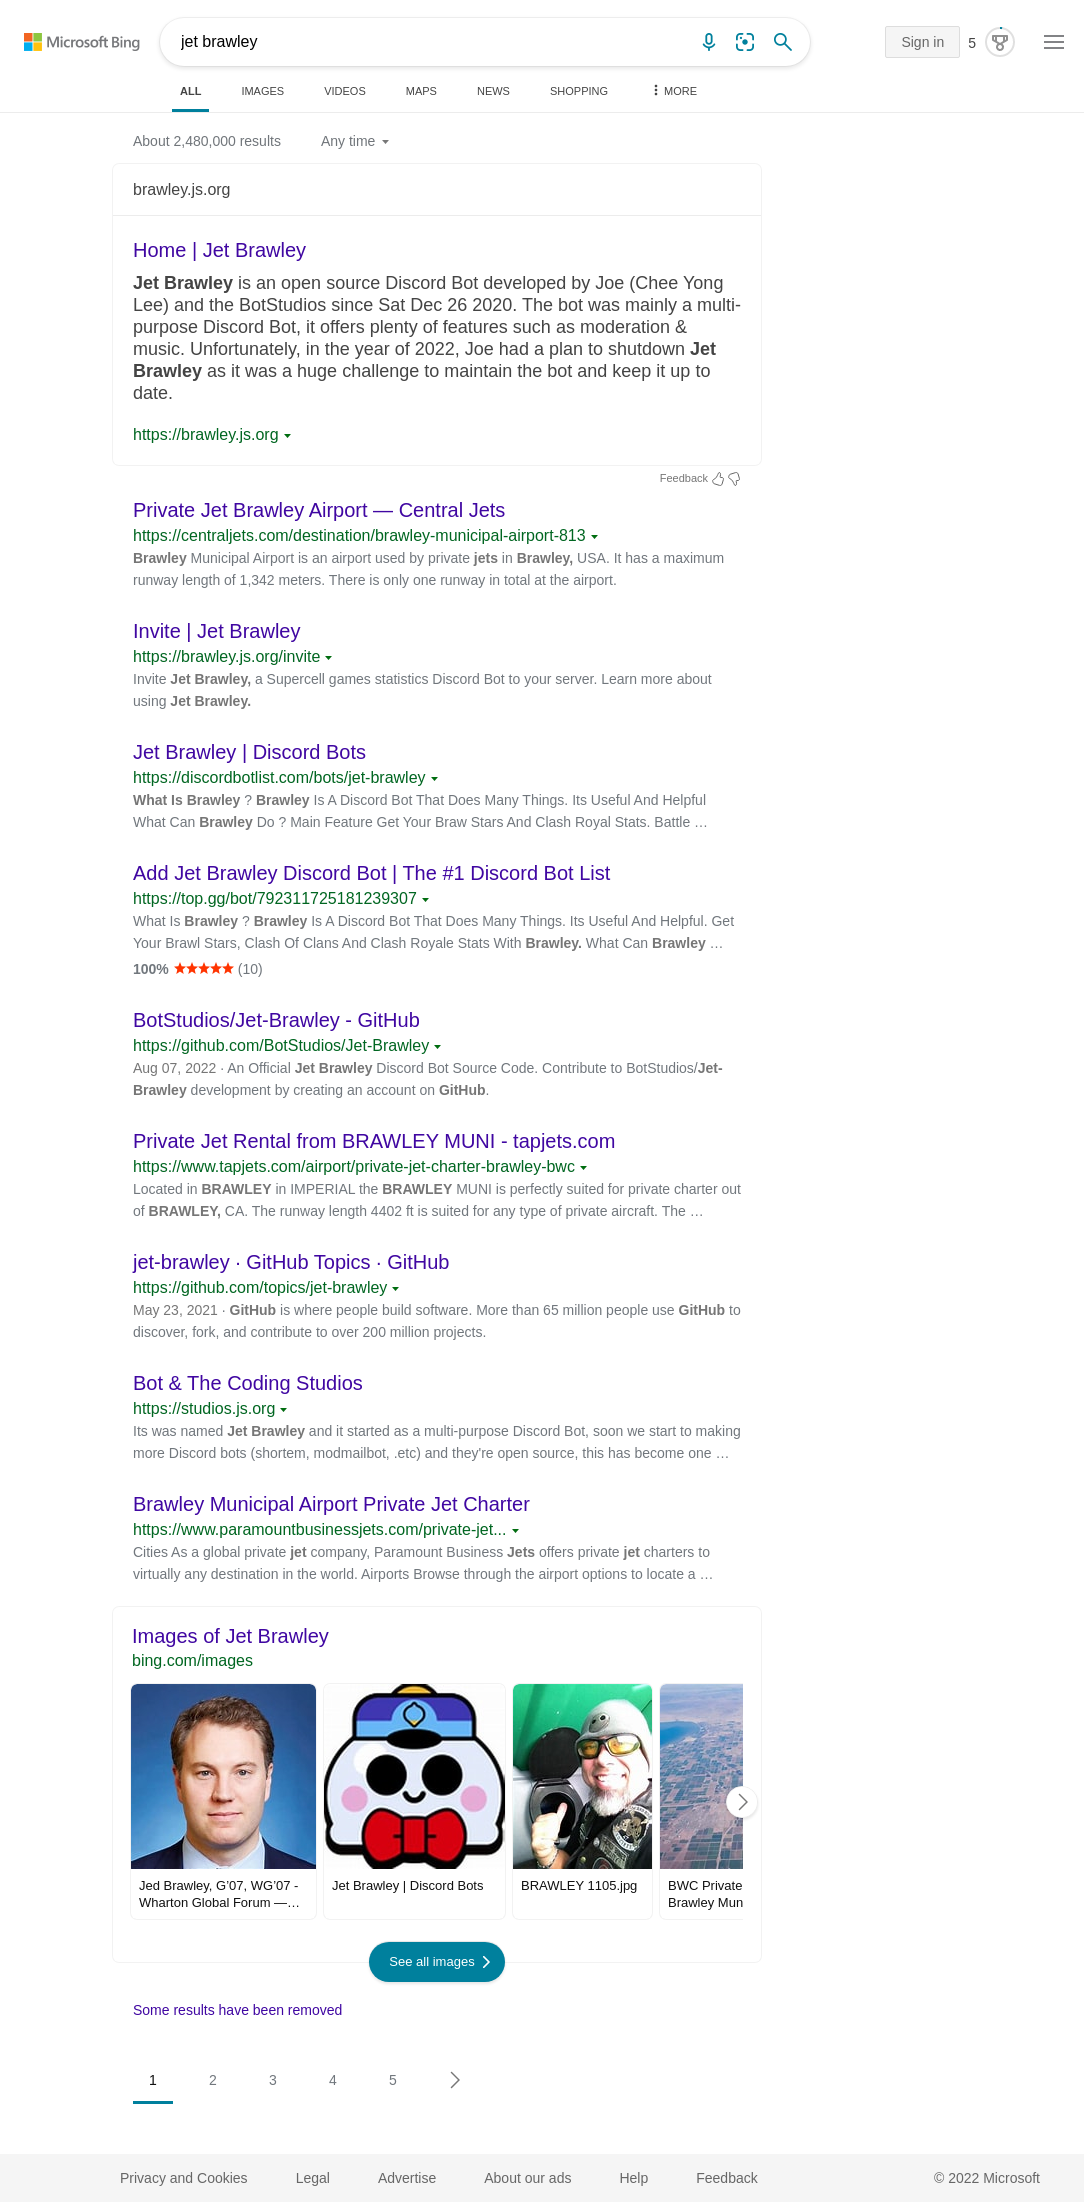 Microsoft Bing
jet brawley
Sign in
5
ALL
IMAGES
VIDEOS
MAPS
NEWS
SHOPPING
MORE
About 2,480,000 results
Any time
brawley.js.org
Home | Jet Brawley
Jet Brawley is an open source Discord Bot developed by Joe (Chee Yong
Lee) and the BotStudios since Sat Dec 26 2020. The bot was mainly a multi-
purpose Discord Bot, it offers plenty of features such as moderation &
music. Unfortunately, in the year of 2022, Joe had a plan to shutdown Jet
Brawley as it was a huge challenge to maintain the bot and keep it up to
date.
https://brawley.js.org
Feedback
Private Jet Brawley Airport — Central Jets
https://centraljets.com/destination/brawley-municipal-airport-813
Brawley Municipal Airport is an airport used by private jets in Brawley, USA. It has a maximum
runway length of 1,342 meters. There is only one runway in total at the airport.
Invite | Jet Brawley
https://brawley.js.org/invite
Invite Jet Brawley, a Supercell games statistics Discord Bot to your server. Learn more about
using Jet Brawley.
Jet Brawley | Discord Bots
https://discordbotlist.com/bots/jet-brawley
What Is Brawley ? Brawley Is A Discord Bot That Does Many Things. Its Useful And Helpful
What Can Brawley Do ? Main Feature Get Your Braw Stars And Clash Royal Stats. Battle …
Add Jet Brawley Discord Bot | The #1 Discord Bot List
https://top.gg/bot/792311725181239307
What Is Brawley ? Brawley Is A Discord Bot That Does Many Things. Its Useful And Helpful. Get
Your Brawl Stars, Clash Of Clans And Clash Royale Stats With Brawley. What Can Brawley …
100% (10)
BotStudios/Jet-Brawley - GitHub
https://github.com/BotStudios/Jet-Brawley
Aug 07, 2022 · An Official Jet Brawley Discord Bot Source Code. Contribute to BotStudios/Jet-
Brawley development by creating an account on GitHub.
Private Jet Rental from BRAWLEY MUNI - tapjets.com
https://www.tapjets.com/airport/private-jet-charter-brawley-bwc
Located in BRAWLEY in IMPERIAL the BRAWLEY MUNI is perfectly suited for private charter out
of BRAWLEY, CA. The runway length 4402 ft is suited for any type of private aircraft. The …
jet-brawley · GitHub Topics · GitHub
https://github.com/topics/jet-brawley
May 23, 2021 · GitHub is where people build software. More than 65 million people use GitHub to
discover, fork, and contribute to over 200 million projects.
Bot & The Coding Studios
https://studios.js.org
Its was named Jet Brawley and it started as a multi-purpose Discord Bot, soon we start to making
more Discord bots (shortem, modmailbot, .etc) and they're open source, this has become one …
Brawley Municipal Airport Private Jet Charter
https://www.paramountbusinessjets.com/private-jet...
Cities As a global private jet company, Paramount Business Jets offers private jet charters to
virtually any destination in the world. Airports Browse through the airport options to locate a …
Images of Jet Brawley
bing.com/images
Jed Brawley, G'07, WG'07 -
Wharton Global Forum —…
Jet Brawley | Discord Bots
BRAWLEY 1105.jpg
BWC Private
Brawley Mun
See all images
Some results have been removed
1
2
3
4
5
Privacy and Cookies
Legal
Advertise
About our ads
Help
Feedback
© 2022 Microsoft